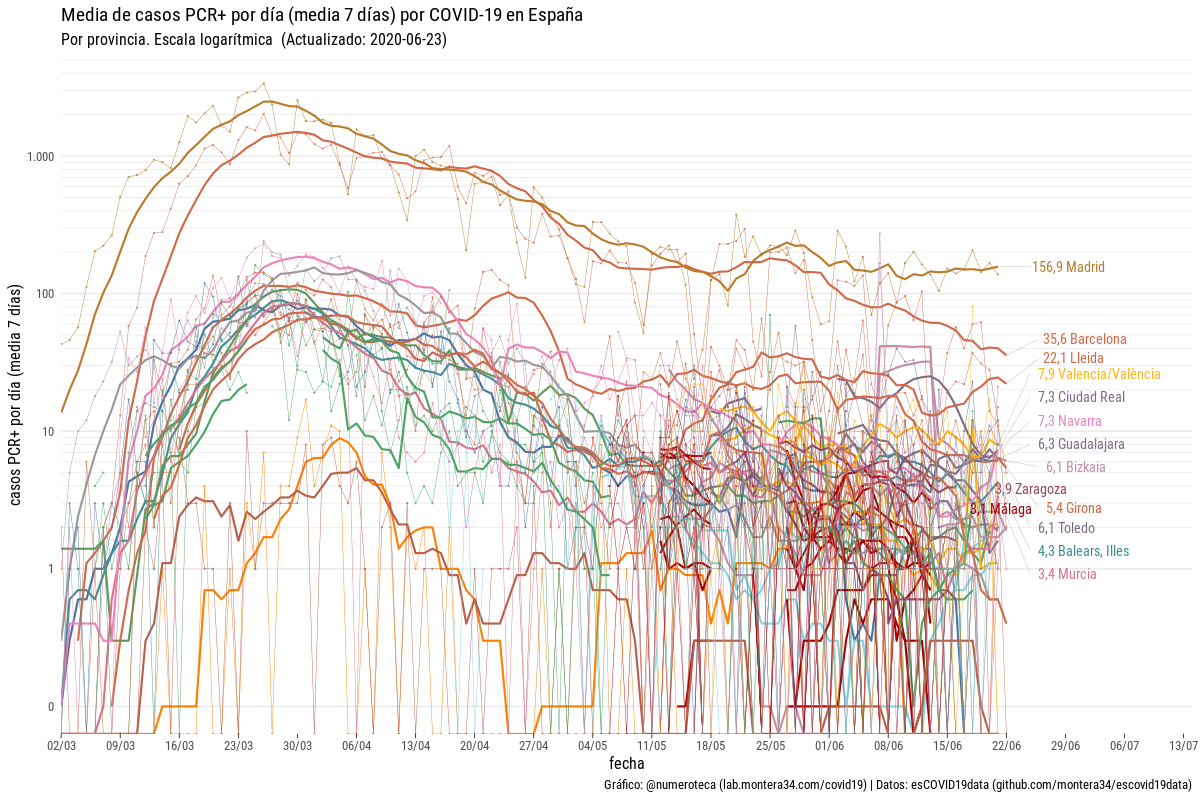 Media de casos PCR+ por día (media 7 días) por COVID-19 en España
Por provincia. Escala logarítmica (Actualizado: 2020-06-23)
casos PCR+ por día (media 7 días)
1.000
100
10
1
0
156,9 Madrid
35,6 Barcelona
22,1 Lleida
7,9 Valencia/València
7,3 Ciudad Real
7,3 Navarra
6,3 Guadalajara
6,1 Bizkaia
3,9 Zaragoza
3,1 Málaga
5,4 Girona
6,1 Toledo
4,3 Balears, Illes
3,4 Murcia
02/03 09/03 16/03 23/03 30/03 06/04 13/04 20/04 27/04 04/05 11/05 18/05 25/05 01/06 08/06 15/06 22/06 29/06 06/07 13/07
fecha
Gráfico: @numeroteca (lab.montera34.com/covid19) | Datos: esCOVID19data (github.com/montera34/escovid19data)